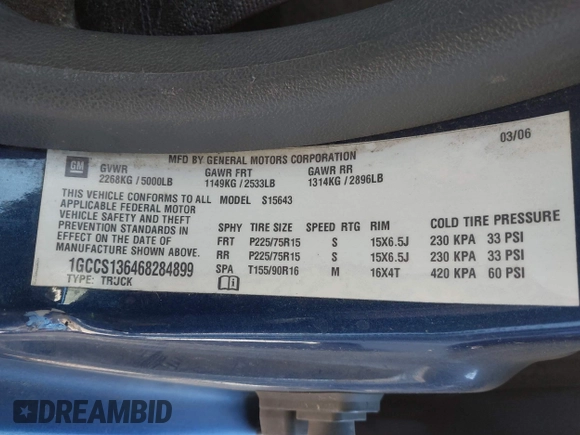 03/06
MFD BY GENERAL MOTORS CORPORATION
GM GVWR GAWR FRT GAWR RR
2268KG / 5000LB 1149KG / 2533LB 1314KG / 2896LB
THIS VEHICLE CONFORMS TO ALL MODEL S15643
APPLICABLE FEDERAL MOTOR
VEHICLE SAFETY AND THEFT
PREVENTION STANDARDS IN
EFFECT ON THE DATE OF
MANUFACTURE SHOWN ABOVE.
1GCCS136468284899
TYPE: TRUCK
SPHY TIRE SIZE SPEED RTG RIM COLD TIRE PRESSURE
FRT P225/75R15 S 15X6.5J 230 KPA 33 PSI
RR P225/75R15 S 15X6.5J 230 KPA 33 PSI
SPA T155/90R16 M 16X4T 420 KPA 60 PSI
DREAMBID